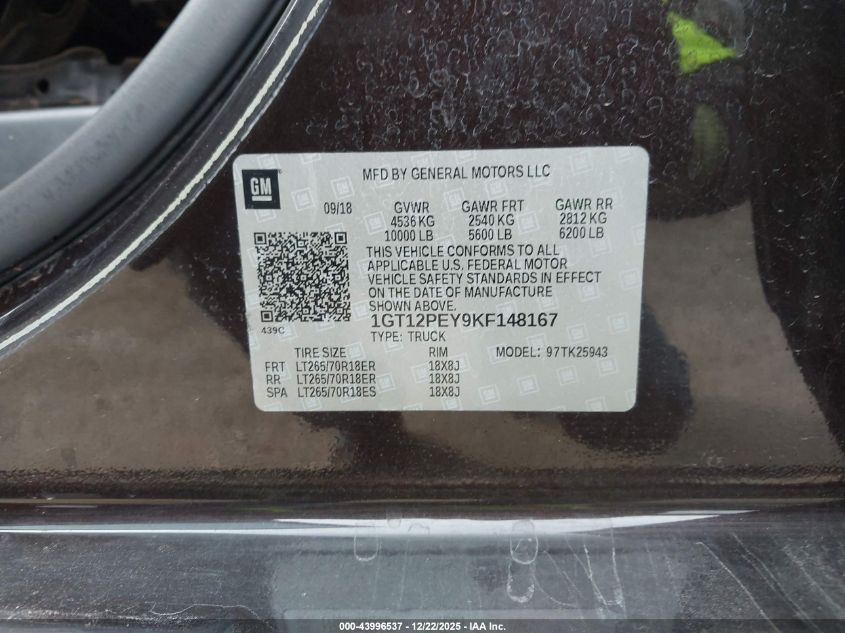 GM
MFD BY GENERAL MOTORS LLC
09/18 GVWR GAWR FRT GAWR RR
4536 KG 2540 KG 2812 KG
10000 LB 5600 LB 6200 LB
THIS VEHICLE CONFORMS TO ALL
APPLICABLE U.S. FEDERAL MOTOR
VEHICLE SAFETY STANDARDS IN EFFECT
ON THE DATE OF MANUFACTURE
SHOWN ABOVE.
439C
1GT12PEY9KF148167
TYPE: TRUCK
TIRE SIZE RIM MODEL: 97TK25943
FRT LT265/70R18ER 18X8J
RR LT265/70R18ER 18X8J
SPA LT265/70R18ES 18X8J
000-43996537 - 12/22/2025 - IAA Inc.